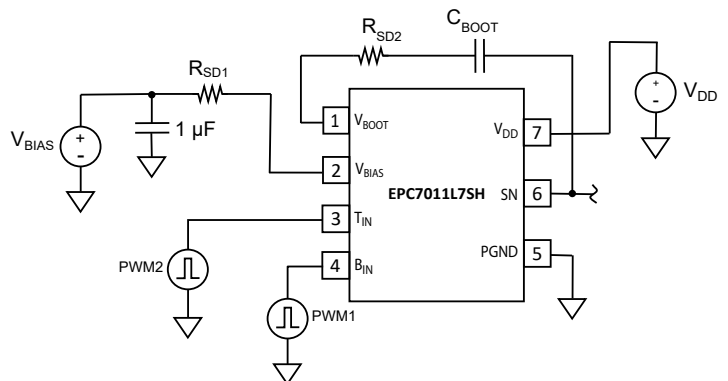 C_BOOT
R_SD2
R_SD1
V_BIAS
+
-
1 µF
1
V_BOOT
V_DD
7
+
-
V_DD
2
V_BIAS
EPC7011L7SH
SN
6
3
T_IN
PWM2
4
B_IN
PGND
5
PWM1